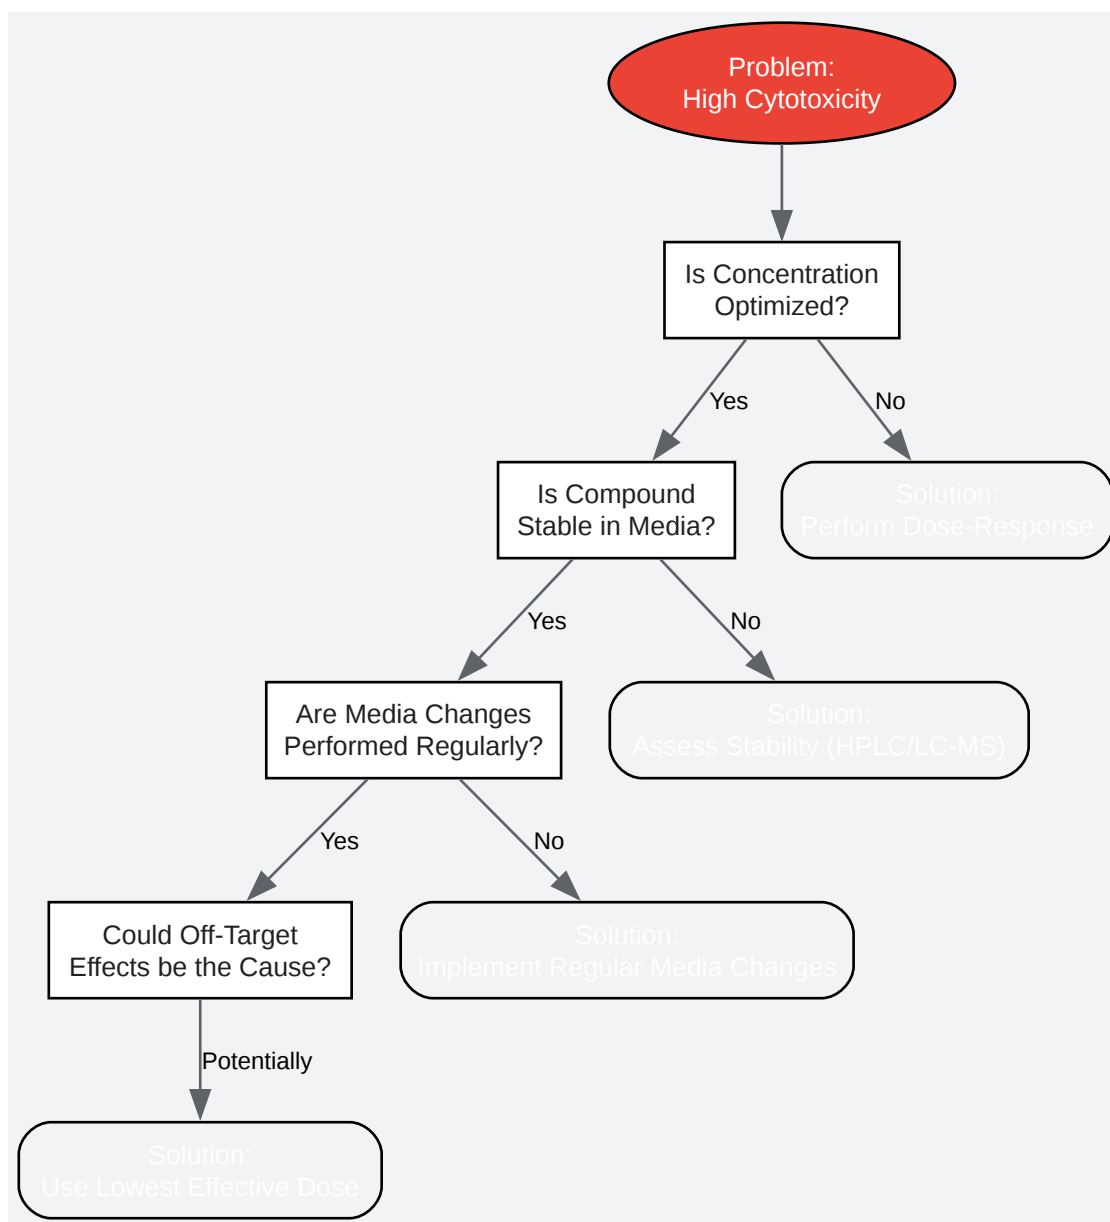 Problem:
High Cytotoxicity
Is Concentration
Optimized?
Yes
No
Is Compound
Stable in Media?
Solution:
Perform Dose-Response
Yes
No
Are Media Changes
Performed Regularly?
Solution:
Assess Stability (HPLC/LC-MS)
Yes
No
Could Off-Target
Effects be the Cause?
Solution:
Implement Regular Media Changes
Potentially
Solution:
Use Lowest Effective Dose